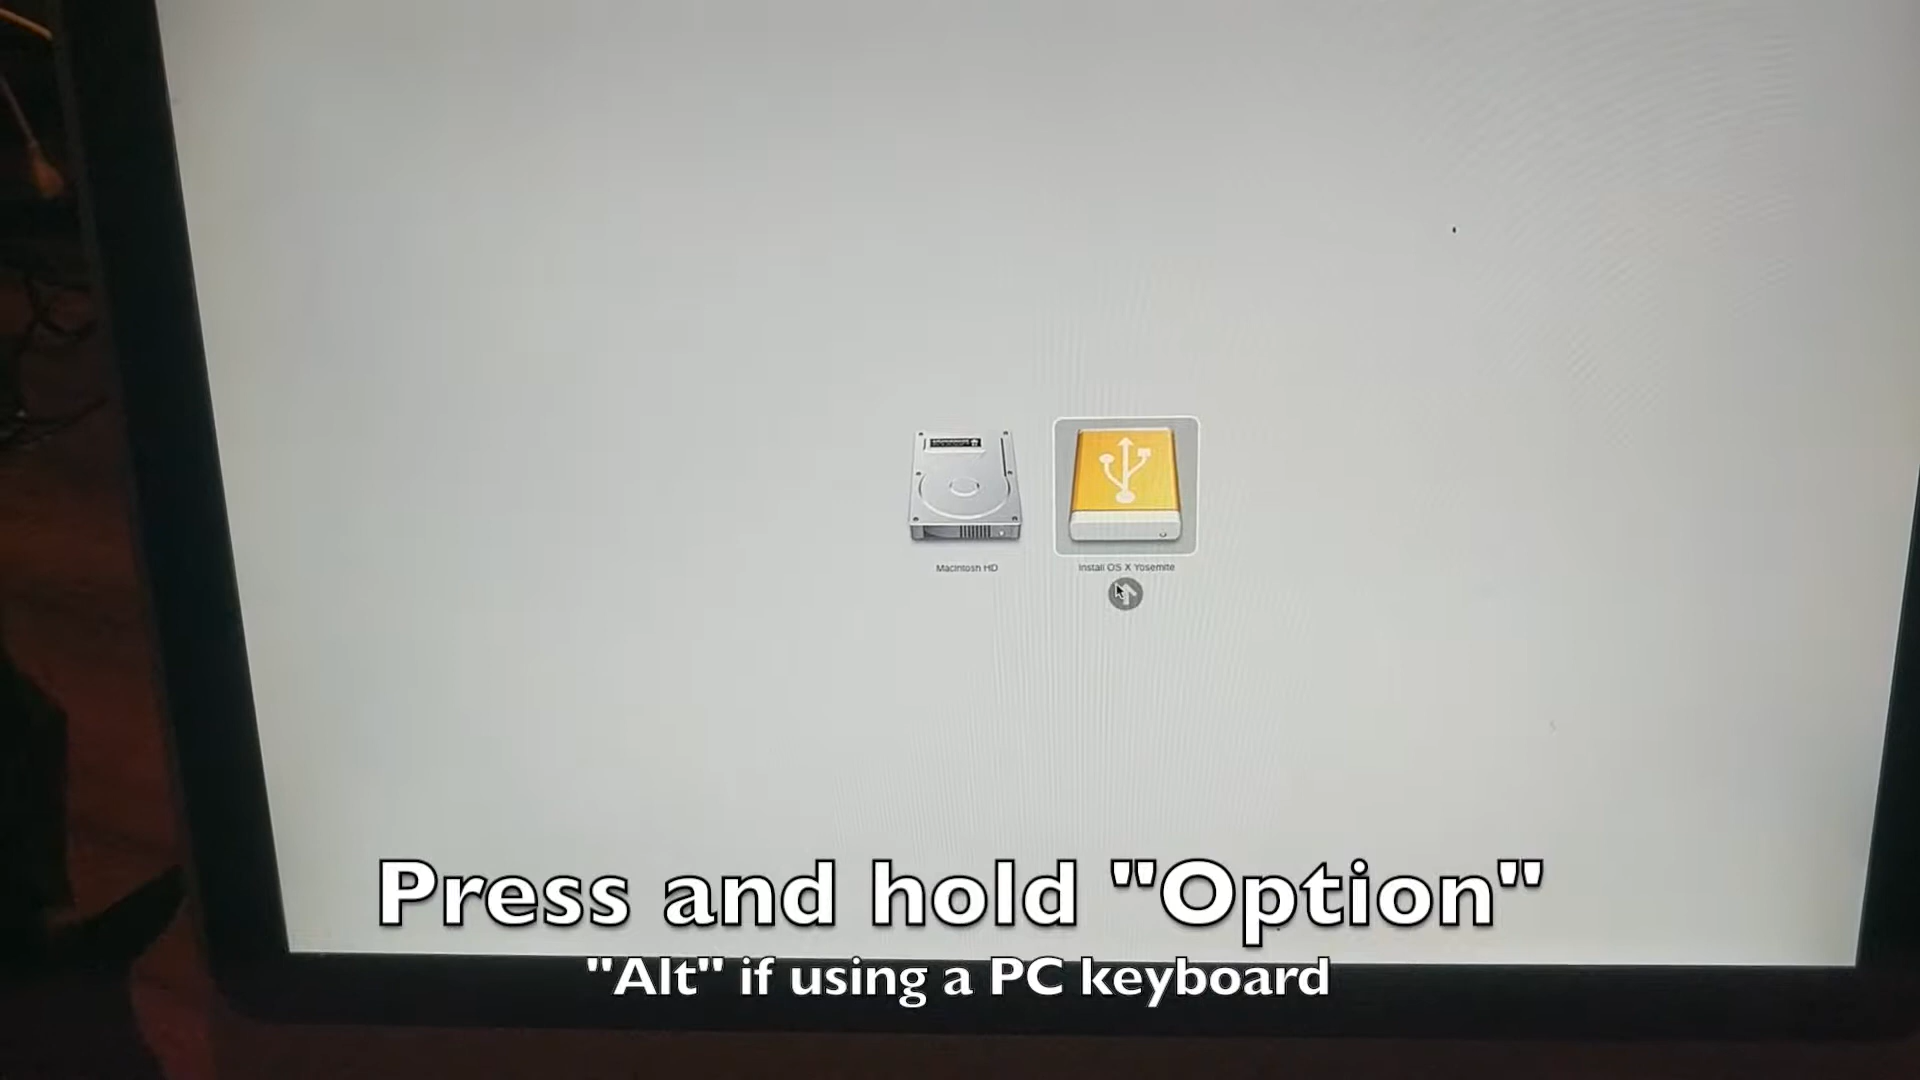 Macintosh HD
Install OS X Yosemite
Press and hold "Option"
"Alt" if using a PC keyboard